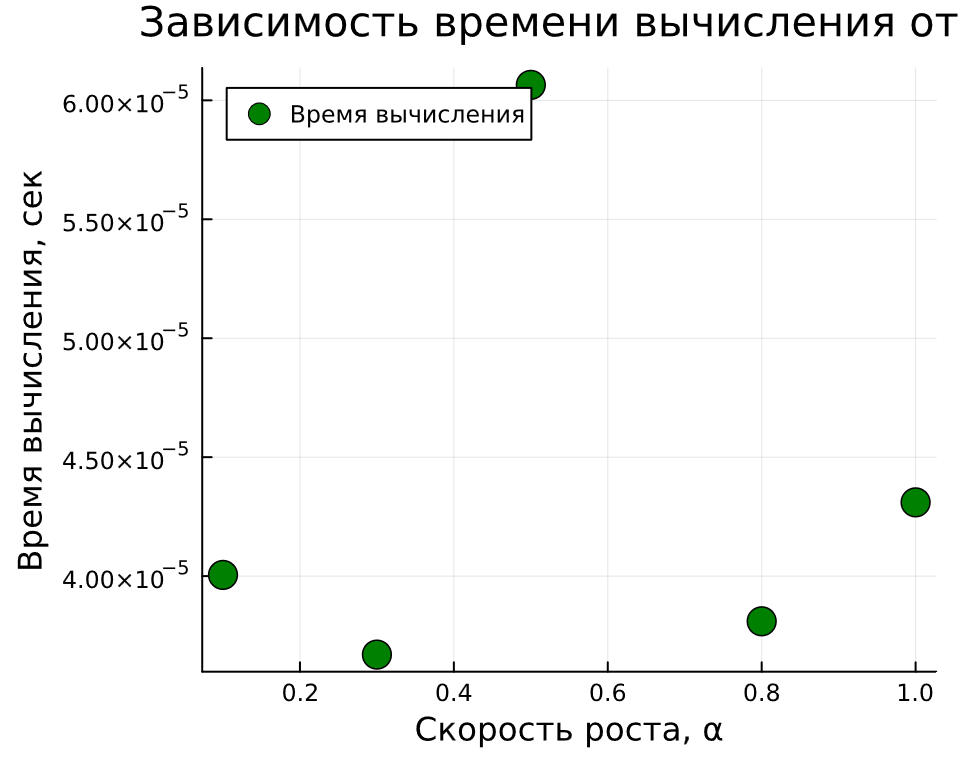 Зависимость времени вычисления от
6.00×10⁻⁵
Время вычисления
5.50×10⁻⁵
5.00×10⁻⁵
4.50×10⁻⁵
4.00×10⁻⁵
Время вычисления, сек
0.2 0.4 0.6 0.8 1.0
Скорость роста, α